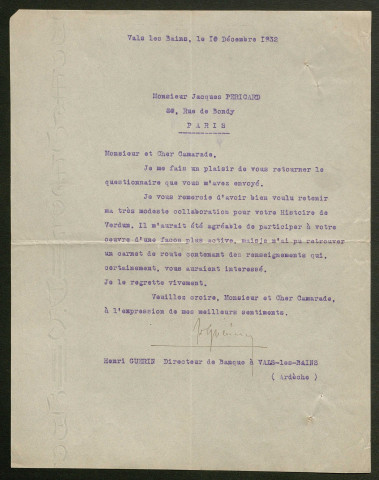 Vals les Bains, le 10 Décembre 1932
Monsieur Jacques PERICARD
59, Rue de Bondy
PARIS
Monsieur et Cher Camarade,
Je me fais un plaisir de vous retourner le
questionnaire que vous m'avez envoyé.
Je vous remercie d'avoir bien voulu retenir
ma très modeste collaboration pour votre Histoire de
Verdun. Il m'aurait été agréable de participer à votre
oeuvre d'une façon plus active, mais je n'ai pu retrouver
un carnet de route contenant des renseignements qui,
certainement, vous auraient interessé.
Je le regrette vivement.
Veuillez croire, Monsieur et Cher Camarade,
à l'expression de mes meilleurs sentiments.
Henri GUERIN Directeur de Banque à VALS-les-BAINS
( Ardèche )